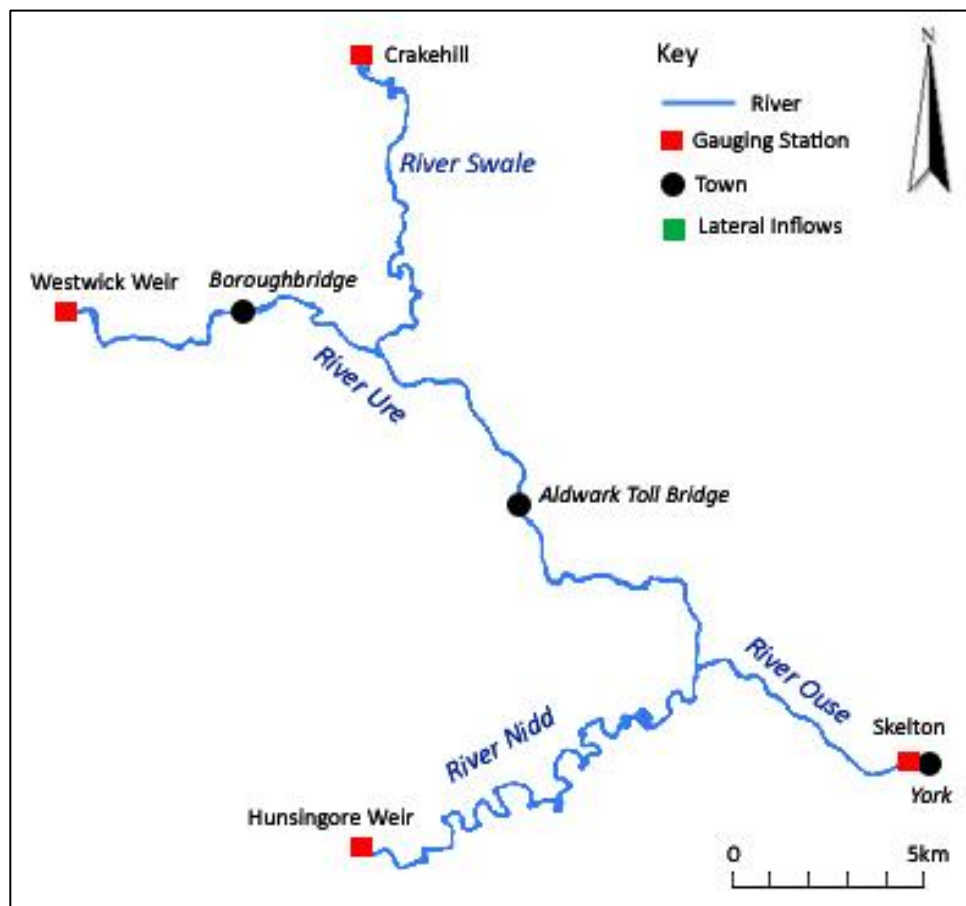 N
Crakehill
Key
River
Gauging Station
River Swale
Town
Lateral Inflows
Westwick Weir
Boroughbridge
River Ure
Aldwark Toll Bridge
River Ouse
River Nidd
Skelton
York
Hunsingore Weir
0 5km